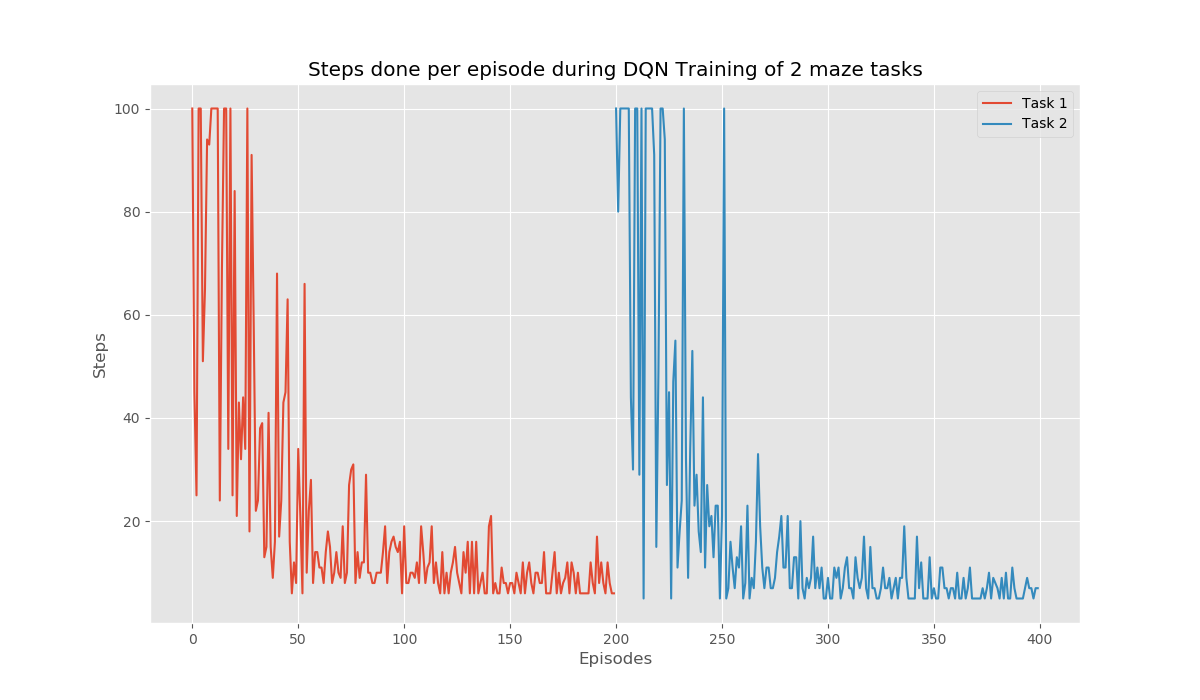 Steps done per episode during DQN Training of 2 maze tasks
Task 1
Task 2
100
80
60
40
20
Steps
0 50 100 150 200 250 300 350 400
Episodes